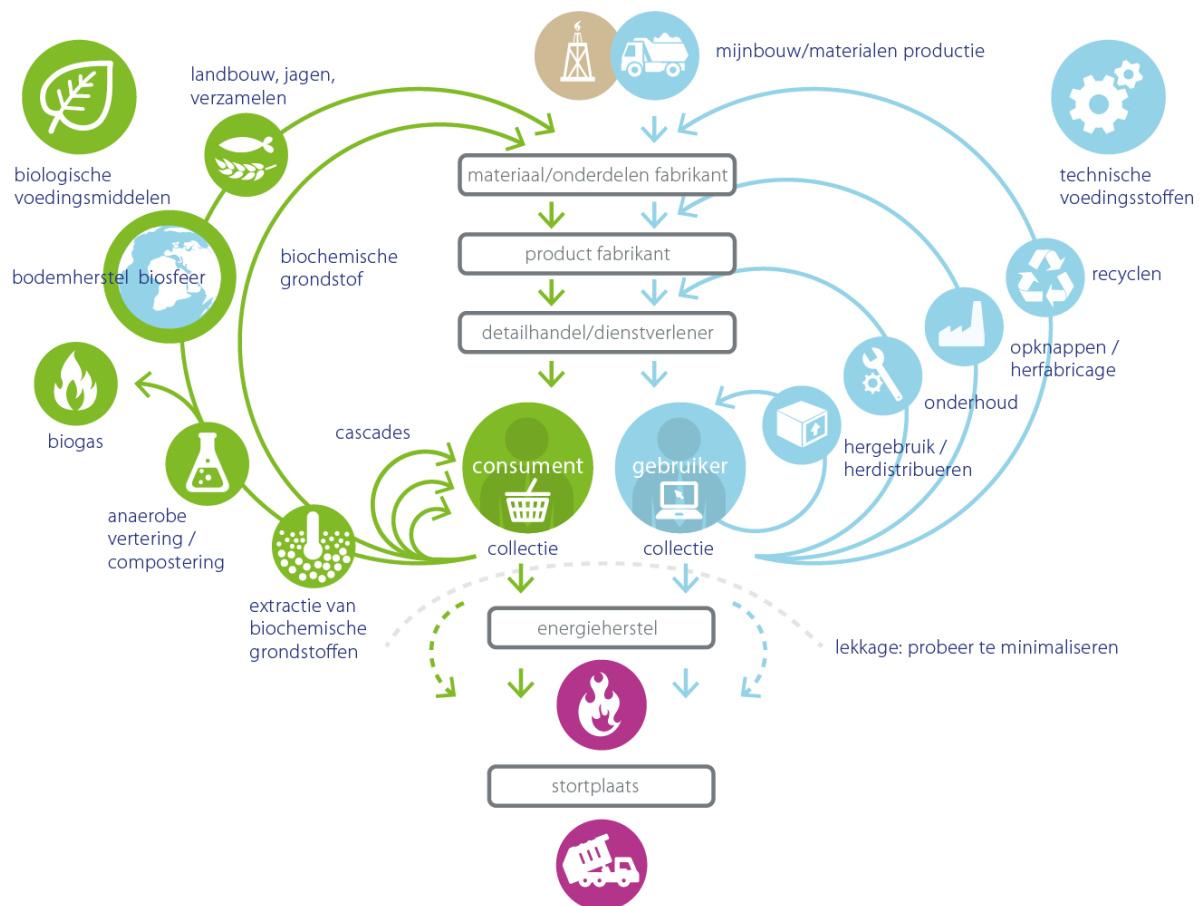 mijnbouw/materialen productie
landbouw, jagen,
verzamelen
biologische
voedingsmiddelen
technische
voedingsstoffen
materiaal/onderdelen fabrikant
biochemische
grondstof
product fabrikant
bodemherstel biosfeer
recyclen
detailhandel/dienstverlener
opknappen /
herfabricage
onderhoud
biogas
cascades
hergebruik /
herdistribueren
consument
gebruiker
anaerobe
vertering /
compostering
collectie
collectie
extractie van
biochemische
grondstoffen
energieherstel
lekkage: probeer te minimaliseren
stortplaats